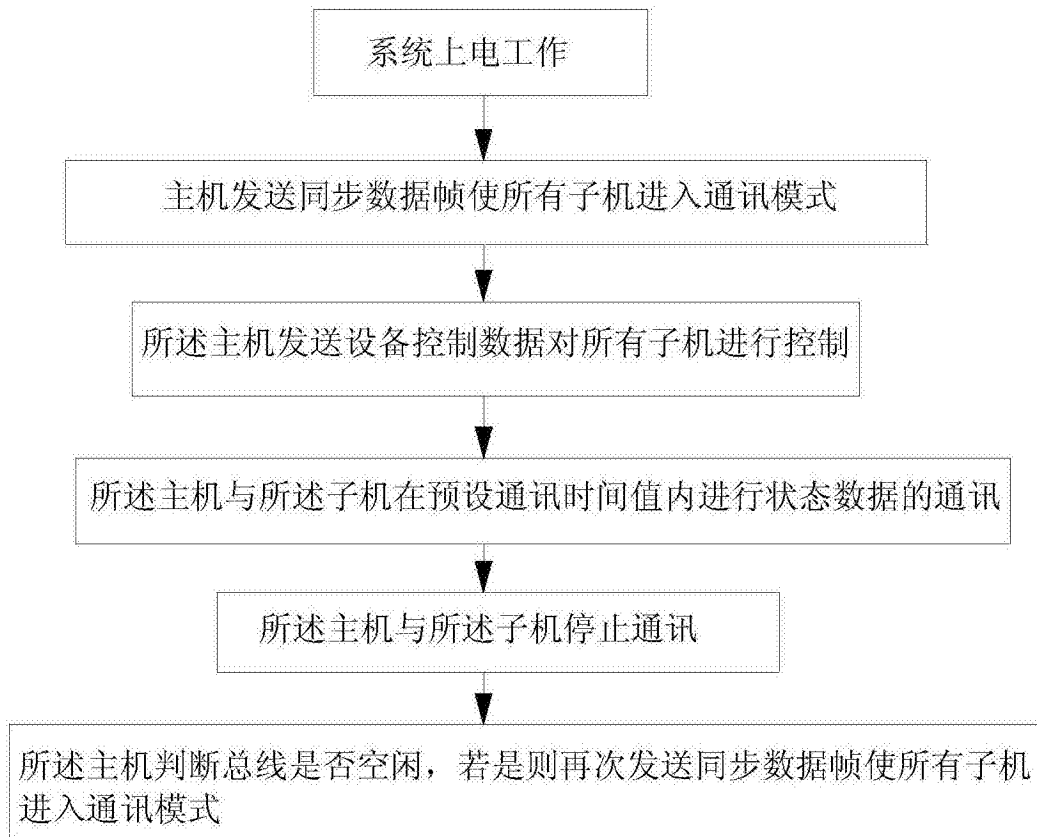 系统上电工作
主机发送同步数据帧使所有子机进入通讯模式
所述主机发送设备控制数据对所有子机进行控制
所述主机与所述子机在预设通讯时间值内进行状态数据的通讯
所述主机与所述子机停止通讯
所述主机判断总线是否空闲，若是则再次发送同步数据帧使所有子机
进入通讯模式